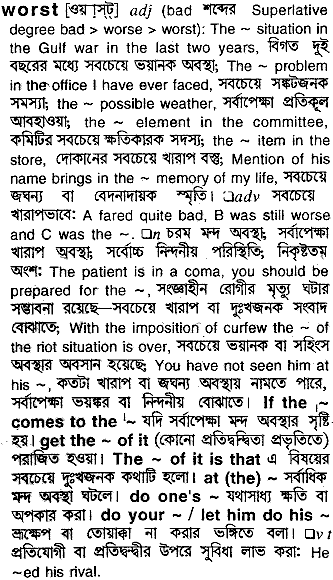 worst [ওয়াস্ট্] adj (bad শব্দের Superlative
degree bad > worse > worst): The ~ situation in
the Gulf war in the last two years, বিগত দুই
বছরের মধ্যে সবচেয়ে ভয়ানক অবস্থা; The ~ problem
in the office I have ever faced, সবচেয়ে সঙ্কটজনক
সমস্যা; the ~ possible weather, সর্বাপেক্ষা প্রতিকূল
আবহাওয়া; the ~ element in the committee,
কমিটির সবচেয়ে ক্ষতিকারক সদস্য; the ~ item in the
store, দোকানের সবচেয়ে খারাপ বস্তু; Mention of his
name brings in the ~ memory of my life, সবচেয়ে
জঘন্য বা বেদনাদায়ক স্মৃতি। ❑adv সবচেয়ে
খারাপভাবে: A fared quite bad, B was still worse
and C was the ~. ❑n চরম মন্দ অবস্থা; সর্বাপেক্ষা
খারাপ অবস্থা; সর্বোচ্চ নিন্দনীয় পরিস্থিতি; নিকৃষ্টতম
অংশ: The patient is in a coma, you should be
prepared for the ~, সংজ্ঞাহীন রোগীর মৃত্যু ঘটার
সম্ভাবনা রয়েছে—সবচেয়ে খারাপ বা দুঃখজনক সংবাদ
বোঝাতে; With the imposition of curfew the ~ of
the riot situation is over, সবচেয়ে ভয়ানক বা সহিংস
অবস্থার অবসান হয়েছে; You have not seen him at
his ~, কতটা খারাপ বা জঘন্য অবস্থায় নামতে পারে,
সর্বাপেক্ষা ভয়ঙ্কর বা নিন্দনীয় বোঝাতে। If the ~
comes to the ~ যদি সর্বাপেক্ষা মন্দ অবস্থার সৃষ্টি
হয়। get the ~ of it (কোনো প্রতিদ্বন্দ্বিতা প্রভৃতিতে)
পরাজিত হওয়া। The ~ of it is that এ বিষয়ের
সবচেয়ে দুঃখজনক কথাটি হলো। at (the) ~ সর্বাধিক
মন্দ অবস্থা ঘটলে। do one's ~ যথাসাধ্য ক্ষতি বা
অপকার করা। do your ~ / let him do his ~
ভ্রূক্ষেপ বা তোয়াক্কা না করার ভঙ্গিতে বলা। ❑vt
প্রতিযোগী বা প্রতিদ্বন্দ্বীর উপরে সুবিধা লাভ করা: He
~ed his rival.